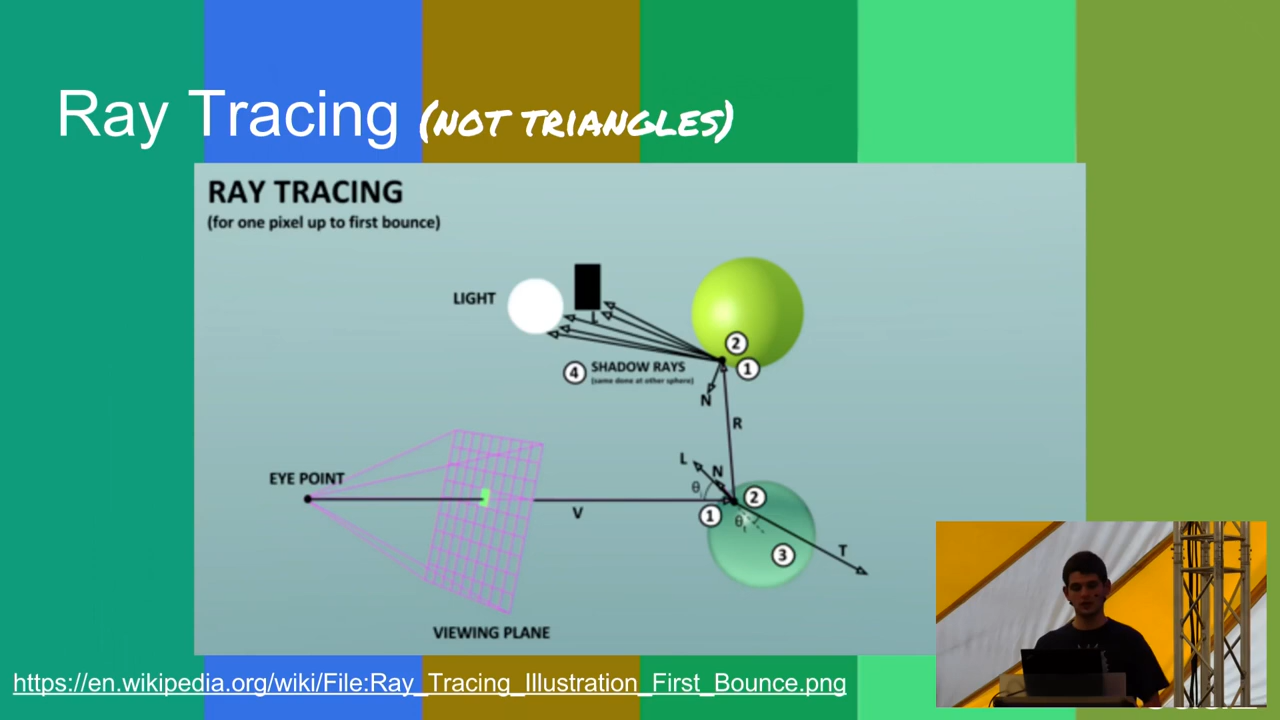 Ray Tracing (NOT TRIANGLES)
RAY TRACING
(for one pixel up to first bounce)
LIGHT
L
2
1
4 SHADOW RAYS
(same done at other sphere)
N
R
L
N
EYE POINT
θi
2
V
1
θt
3
T
VIEWING PLANE
https://en.wikipedia.org/wiki/File:Ray_Tracing_Illustration_First_Bounce.png